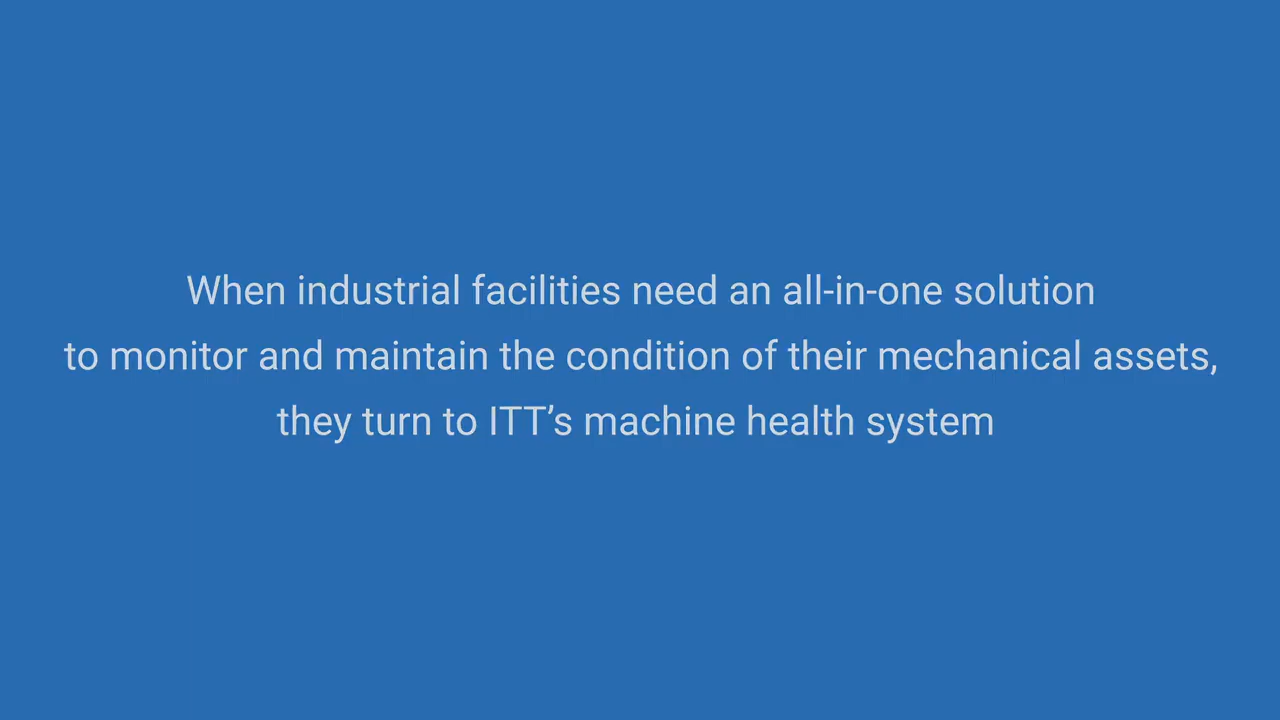 When industrial facilities need an all-in-one solution
to monitor and maintain the condition of their mechanical assets,
they turn to ITT’s machine health system